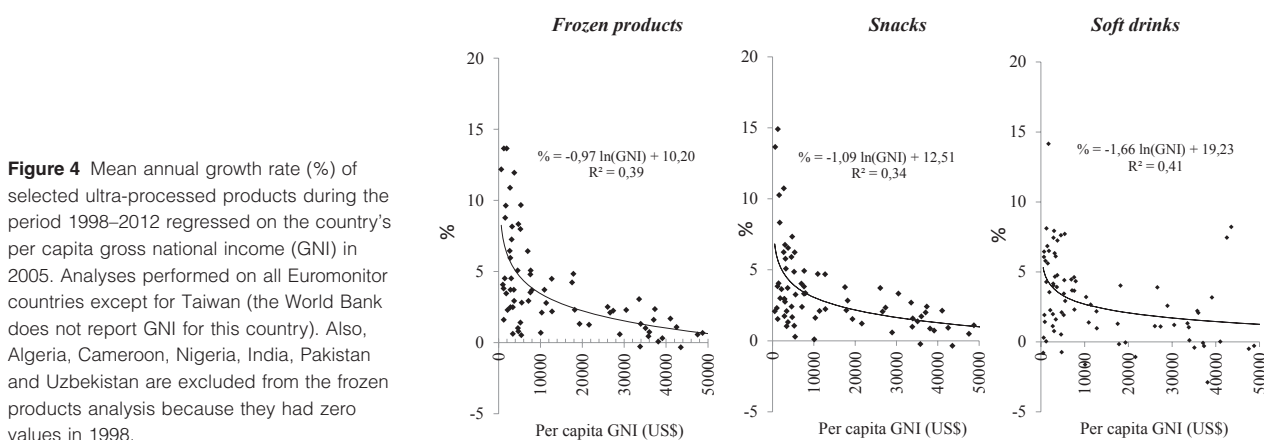 Figure 4 Mean annual growth rate (%) of
selected ultra-processed products during the
period 1998–2012 regressed on the country's
per capita gross national income (GNI) in
2005. Analyses performed on all Euromonitor
countries except for Taiwan (the World Bank
does not report GNI for this country). Also,
Algeria, Cameroon, Nigeria, India, Pakistan
and Uzbekistan are excluded from the frozen
products analysis because they had zero
values in 1998.
Frozen products
20
15
10
5
0
-5
%
% = -0,97 ln(GNI) + 10,20
R² = 0,39
0
10000
20000
30000
40000
50000
Per capita GNI (US$)
Snacks
20
15
10
5
0
-5
%
% = -1,09 ln(GNI) + 12,51
R² = 0,34
0
10000
20000
30000
40000
50000
Per capita GNI (US$)
Soft drinks
20
15
10
5
0
-5
%
% = -1,66 ln(GNI) + 19,23
R² = 0,41
0
10000
20000
30000
40000
50000
Per capita GNI (US$)